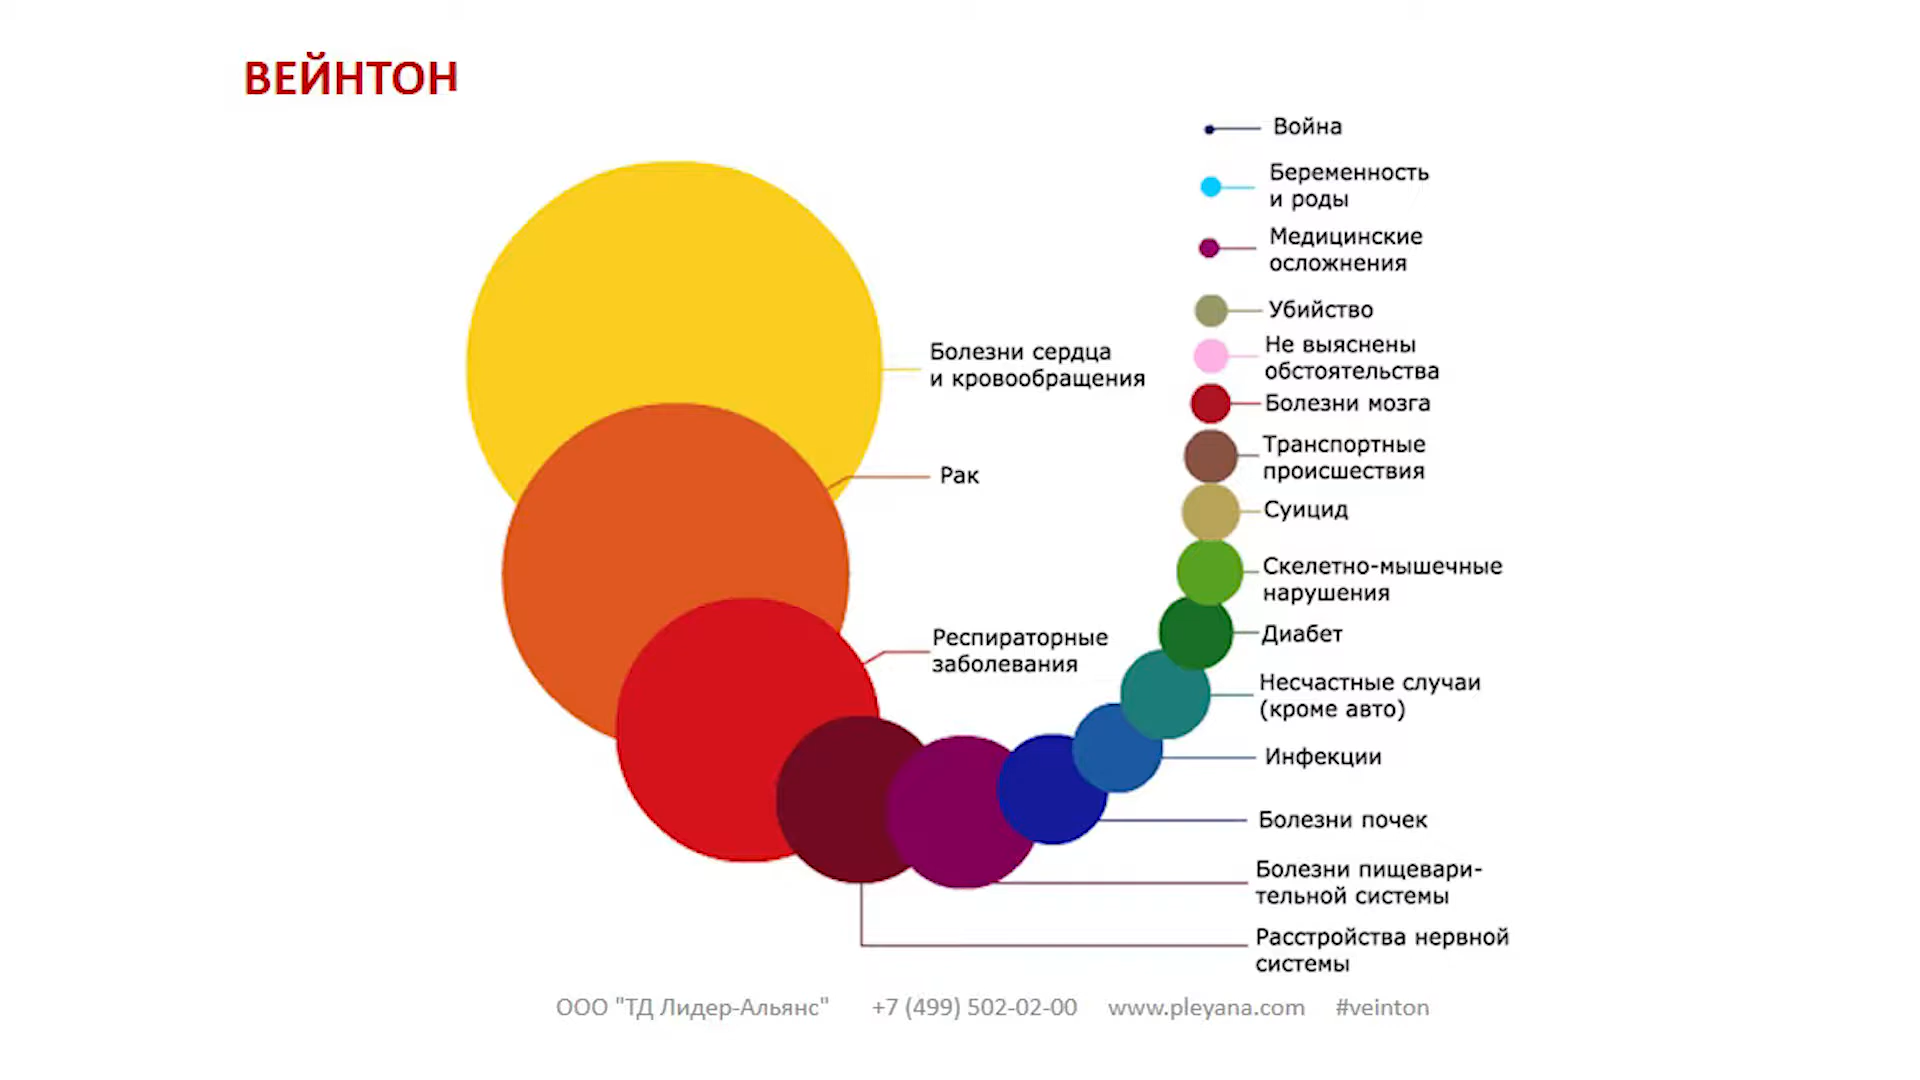 ВЕЙНТОН
Война
Беременность
и роды
Медицинские
осложнения
Убийство
Не выяснены
обстоятельства
Болезни сердца
и кровообращения
Болезни мозга
Транспортные
происшествия
Рак
Суицид
Скелетно-мышечные
нарушения
Диабет
Респираторные
заболевания
Несчастные случаи
(кроме авто)
Инфекции
Болезни почек
Болезни пищевари-
тельной системы
Расстройства нервной
системы
ООО "ТД Лидер-Альянс" +7 (499) 502-02-00 www.pleyana.com #veinton